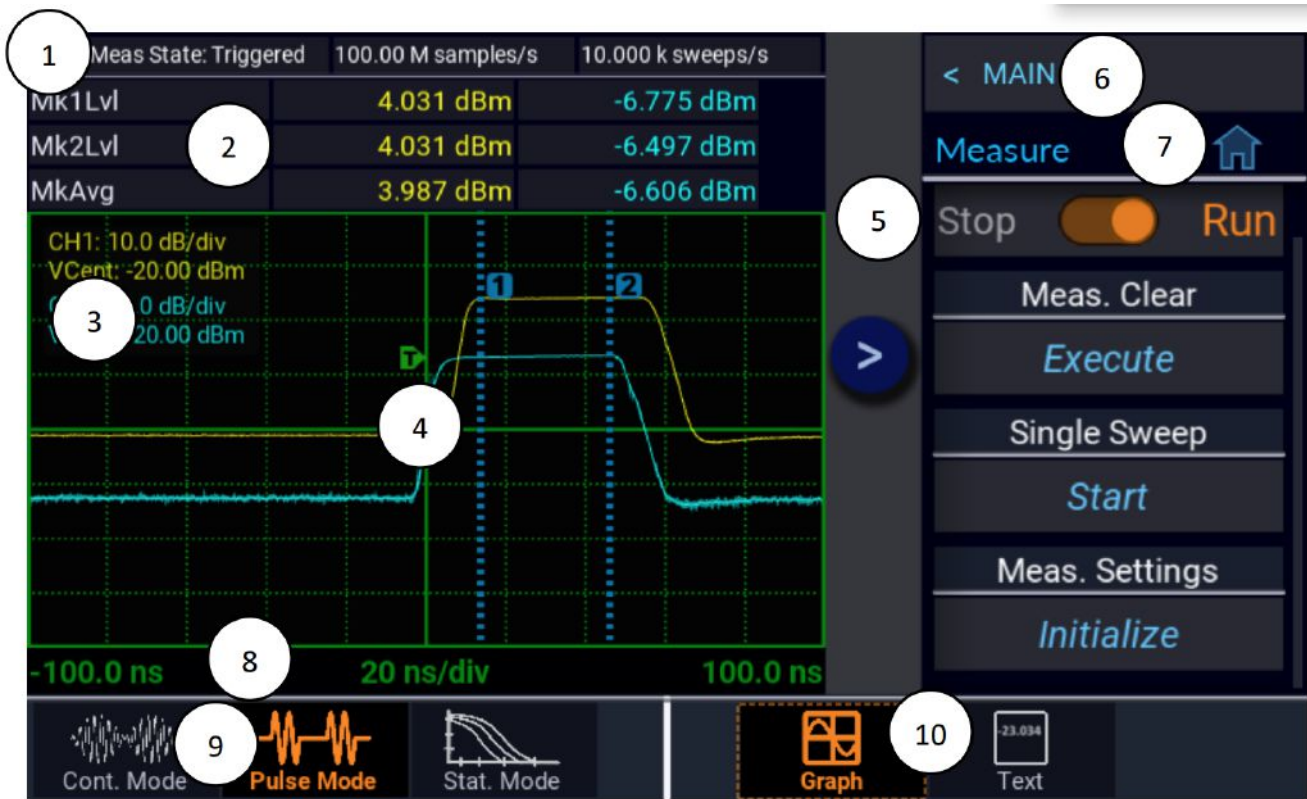 1
Meas State: Triggered 100.00 M samples/s 10.000 k sweeps/s
Mk1Lvl 4.031 dBm -6.775 dBm
Mk2Lvl 4.031 dBm -6.497 dBm
MkAvg 3.987 dBm -6.606 dBm
2
CH1: 10.0 dB/div
VCent: -20.00 dBm
0 dB/div
20.00 dBm
3
1 2
T
4
5
>
< MAIN
6
Measure
7
Stop Run
Meas. Clear
Execute
Single Sweep
Start
Meas. Settings
Initialize
-100.0 ns 20 ns/div 100.0 ns
8
Cont. Mode
9
Pulse Mode
Stat. Mode
Graph
10
-23.034
Text